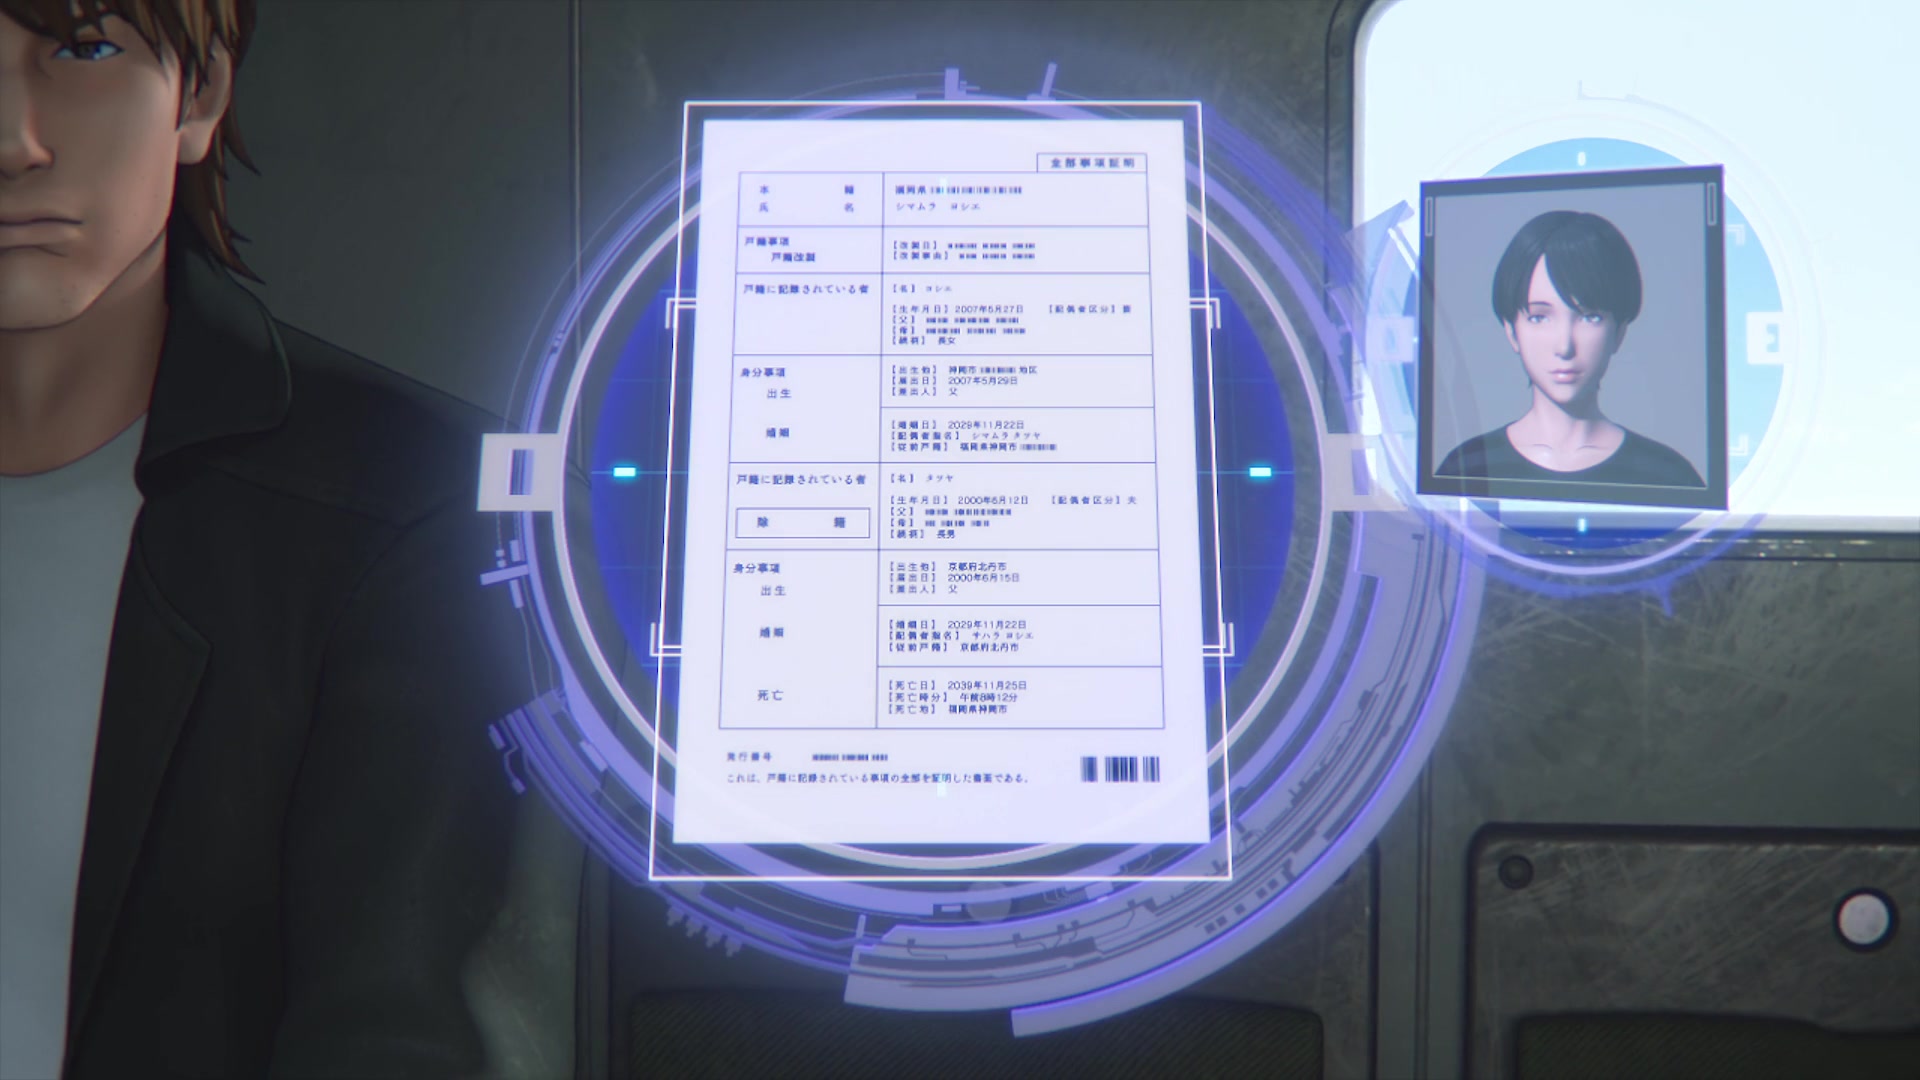 全部事項証明
本 籍 福岡県
氏 名 シマムラ ヨシエ
戸籍事項
戸籍改製
【改製日】
【改製事由】
戸籍に記録されている者
【名】 ヨシエ
【生年月日】 2007年5月27日 【配偶者区分】 妻
【父】
【母】
【続柄】 長女
身分事項
出生
【出生地】 神岡市 地区
【届出日】 2007年5月29日
【届出人】 父
婚姻
【婚姻日】 2029年11月22日
【配偶者氏名】 シマムラ タツヤ
【従前戸籍】 福岡県神岡市
戸籍に記録されている者
除 籍
【名】 タツヤ
【生年月日】 2000年6月12日 【配偶者区分】 夫
【父】
【母】
【続柄】 長男
身分事項
出生
【出生地】 京都府北丹市
【届出日】 2000年6月15日
【届出人】 父
婚姻
【婚姻日】 2029年11月22日
【配偶者氏名】 サハラ ヨシエ
【従前戸籍】 京都府北丹市
死亡
【死亡日】 2039年11月25日
【死亡時分】 午前8時12分
【死亡地】 福岡県神岡市
発行番号
これは、戸籍に記録されている事項の全部を証明した書面である。